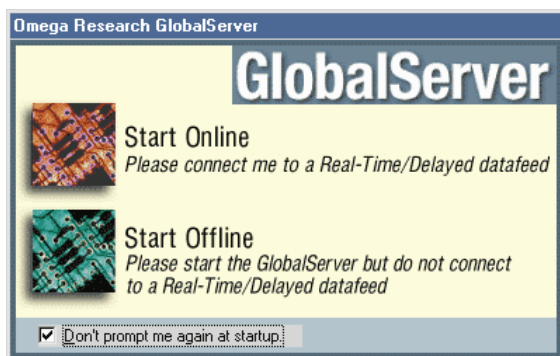 Omega Research GlobalServer
GlobalServer
Start Online
Please connect me to a Real-Time/Delayed datafeed
Start Offline
Please start the GlobalServer but do not connect
to a Real-Time/Delayed datafeed
Don't prompt me again at startup.